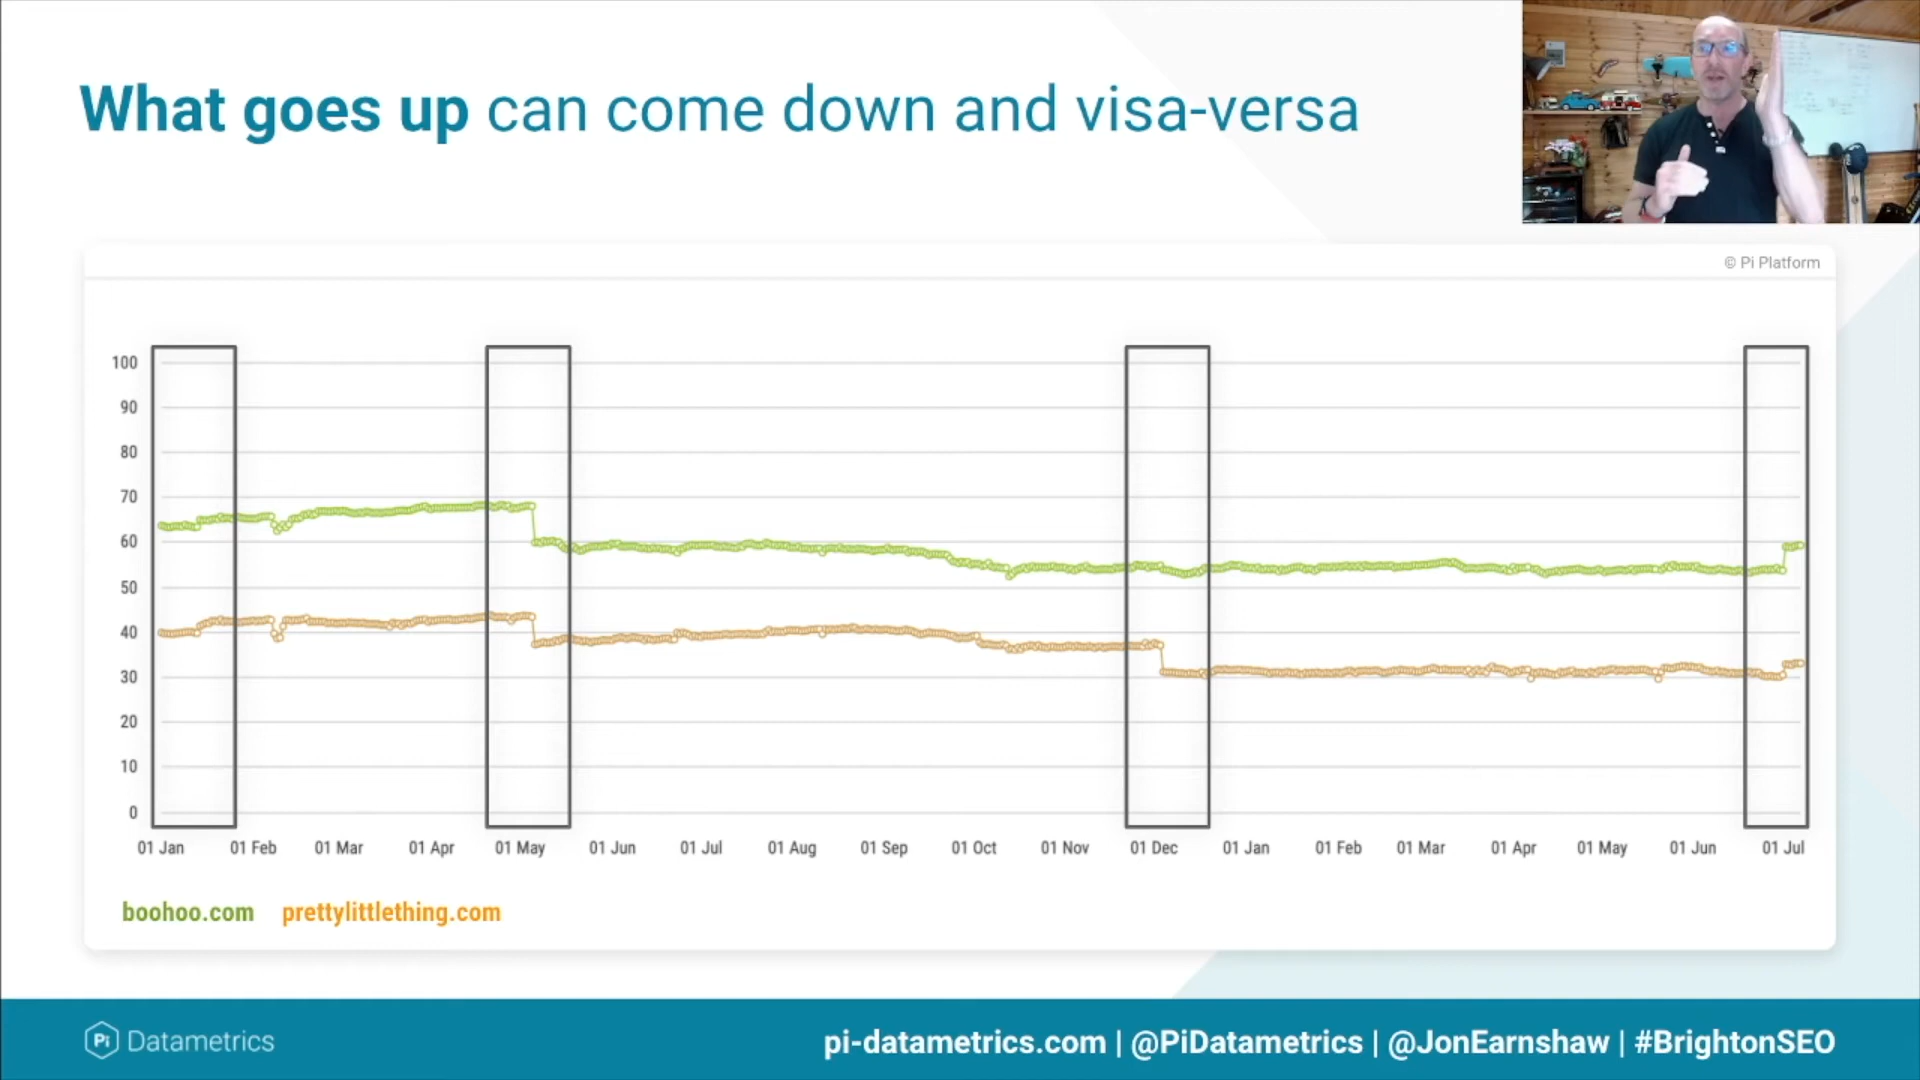 What goes up can come down and visa-versa
© Pi Platform
100
90
80
70
60
50
40
30
20
10
0
01 Jan 01 Feb 01 Mar 01 Apr 01 May 01 Jun 01 Jul 01 Aug 01 Sep 01 Oct 01 Nov 01 Dec 01 Jan 01 Feb 01 Mar 01 Apr 01 May 01 Jun 01 Jul
boohoo.com prettylittlething.com
Pi Datametrics
pi-datametrics.com | @PiDatametrics | @JonEarnshaw | #BrightonSEO